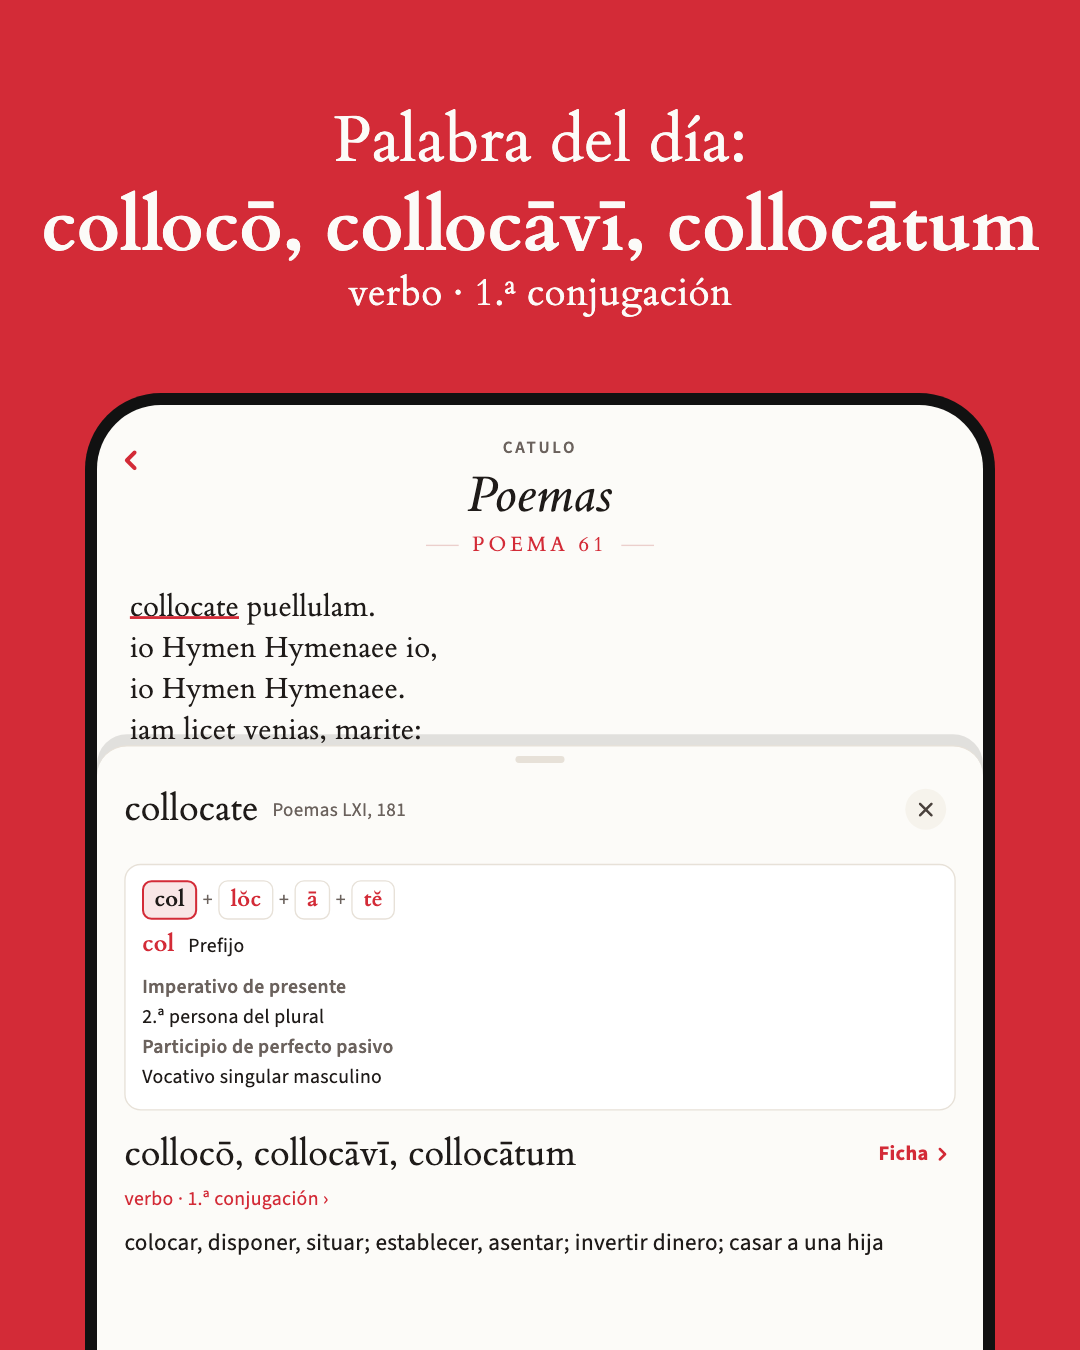 Palabra del día:
collocō, collocāvī, collocātum
verbo · 1.ª conjugación
CATULO
Poemas
POEMA 61
collocate puellulam.
io Hymen Hymenaee io,
io Hymen Hymenaee.
iam licet venias, marite:
collocate Poemas LXI, 181
col + lŏc + ā + tĕ
col Prefijo
Imperativo de presente
2.ª persona del plural
Participio de perfecto pasivo
Vocativo singular masculino
collocō, collocāvī, collocātum Ficha >
verbo · 1.ª conjugación ›
colocar, disponer, situar; establecer, asentar; invertir dinero; casar a una hija